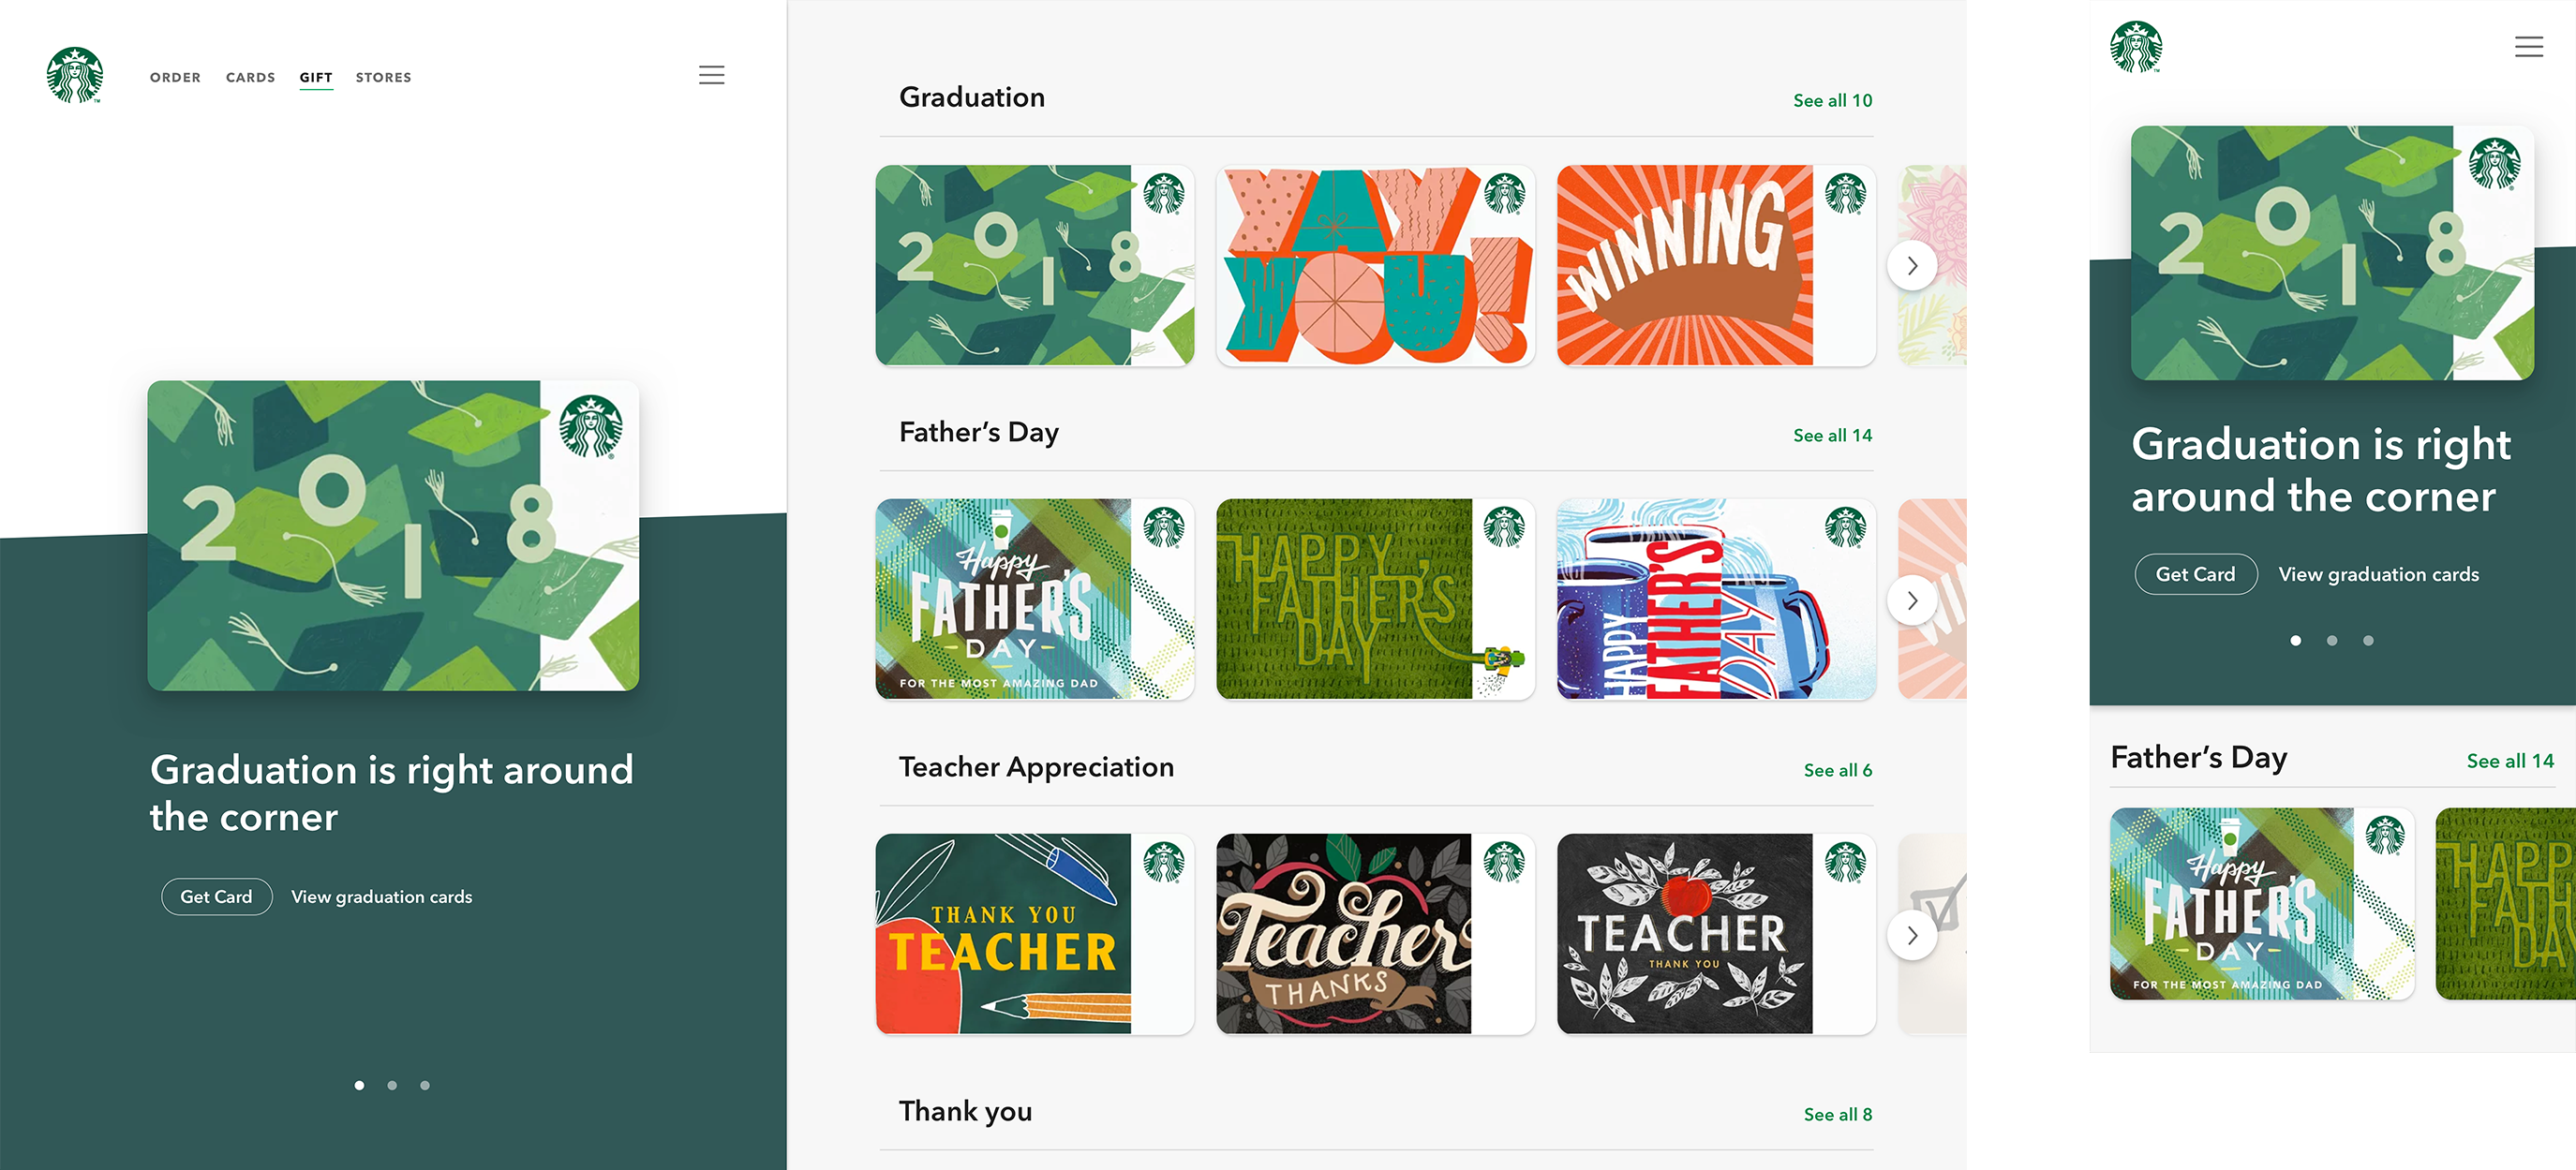 ORDER CARDS GIFT STORES
2018
Graduation is right around
the corner
Get Card View graduation cards
Graduation See all 10
2018
YAY
YOU!
WINNING
Father's Day See all 14
Happy
FATHER'S
DAY
FOR THE MOST AMAZING DAD
HAPPY
FATHER'S
DAY
HAPPY
FATHER'S
DAY
Teacher Appreciation See all 6
THANK YOU
TEACHER
Teacher
THANKS
TEACHER
THANK YOU
Thank you See all 8
2018
Graduation is right
around the corner
Get Card View graduation cards
Father's Day See all 14
Happy
FATHER'S
DAY
FOR THE MOST AMAZING DAD